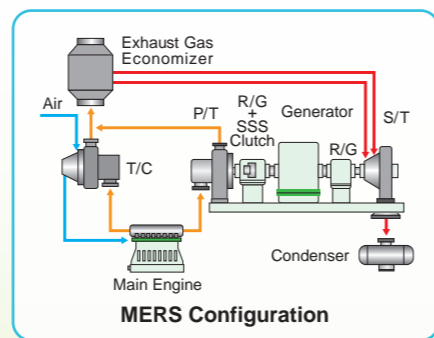 Exhaust Gas
Economizer
Air
P/T
R/G
+
SSS
Clutch
Generator
S/T
R/G
T/C
Main Engine
Condenser
MERS Configuration